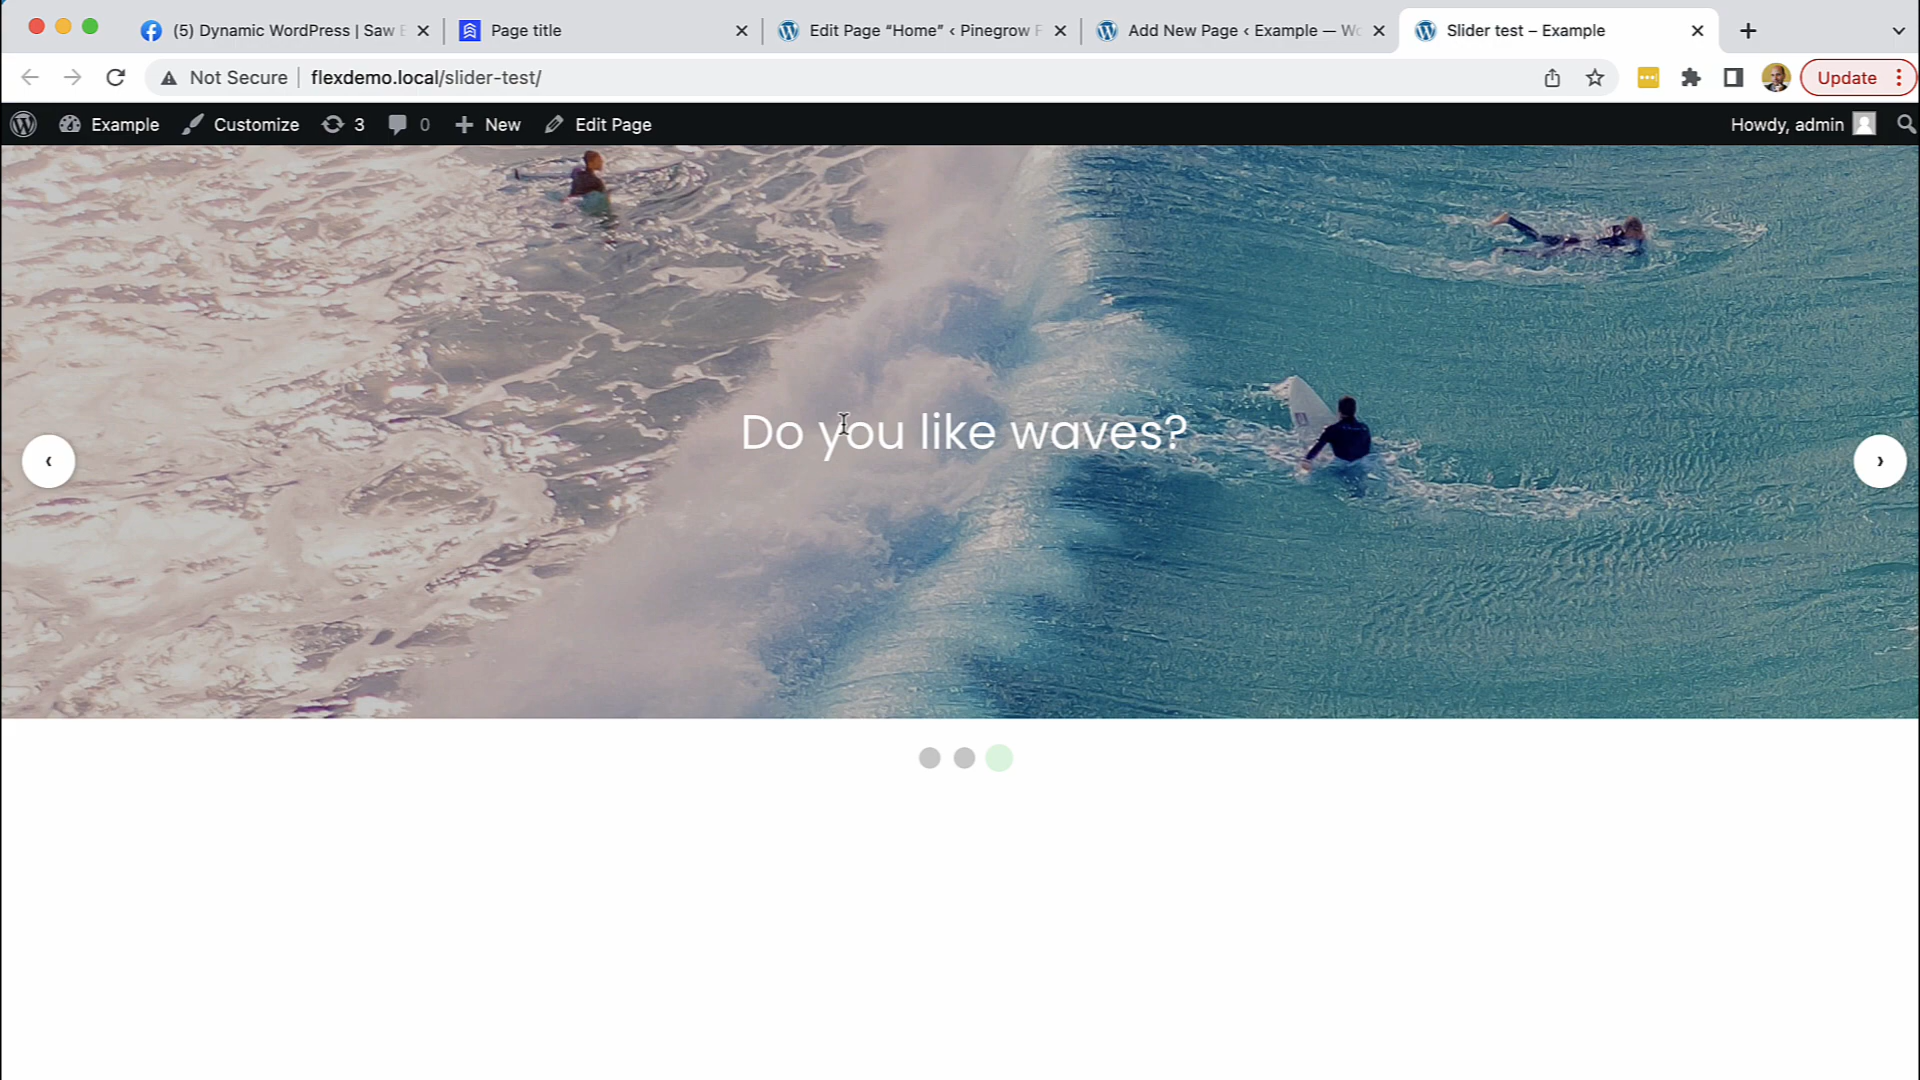 (5) Dynamic WordPress | Saw E
Page title
Edit Page “Home” ‹ Pinegrow F
Add New Page ‹ Example — Wo
Slider test – Example
Not Secure
flexdemo.local/slider-test/
Update
Example
Customize
3
0
New
Edit Page
Howdy, admin
Do you like waves?